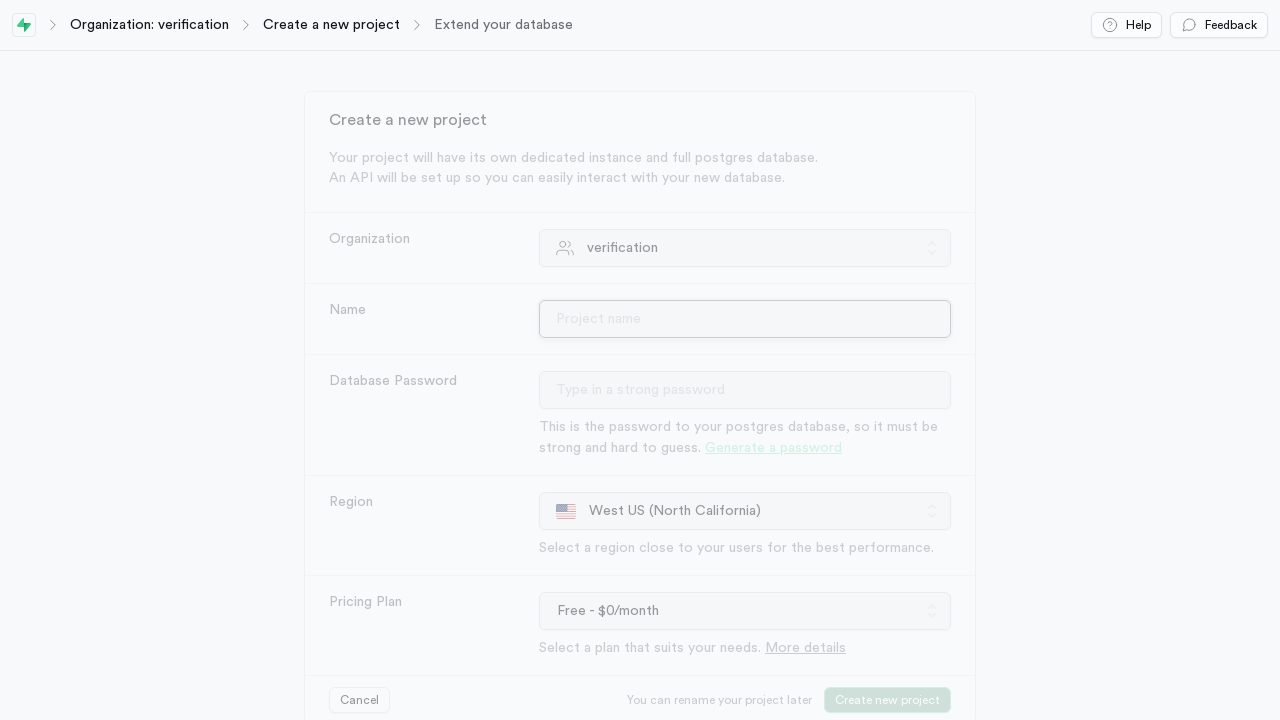 Organization: verification
Create a new project
Extend your database
Help
Feedback
Create a new project
Your project will have its own dedicated instance and full postgres database.
An API will be set up so you can easily interact with your new database.
Organization
verification
Name
Project name
Database Password
Type in a strong password
This is the password to your postgres database, so it must be
strong and hard to guess. Generate a password
Region
West US (North California)
Select a region close to your users for the best performance.
Pricing Plan
Free - $0/month
Select a plan that suits your needs. More details
Cancel
You can rename your project later
Create new project